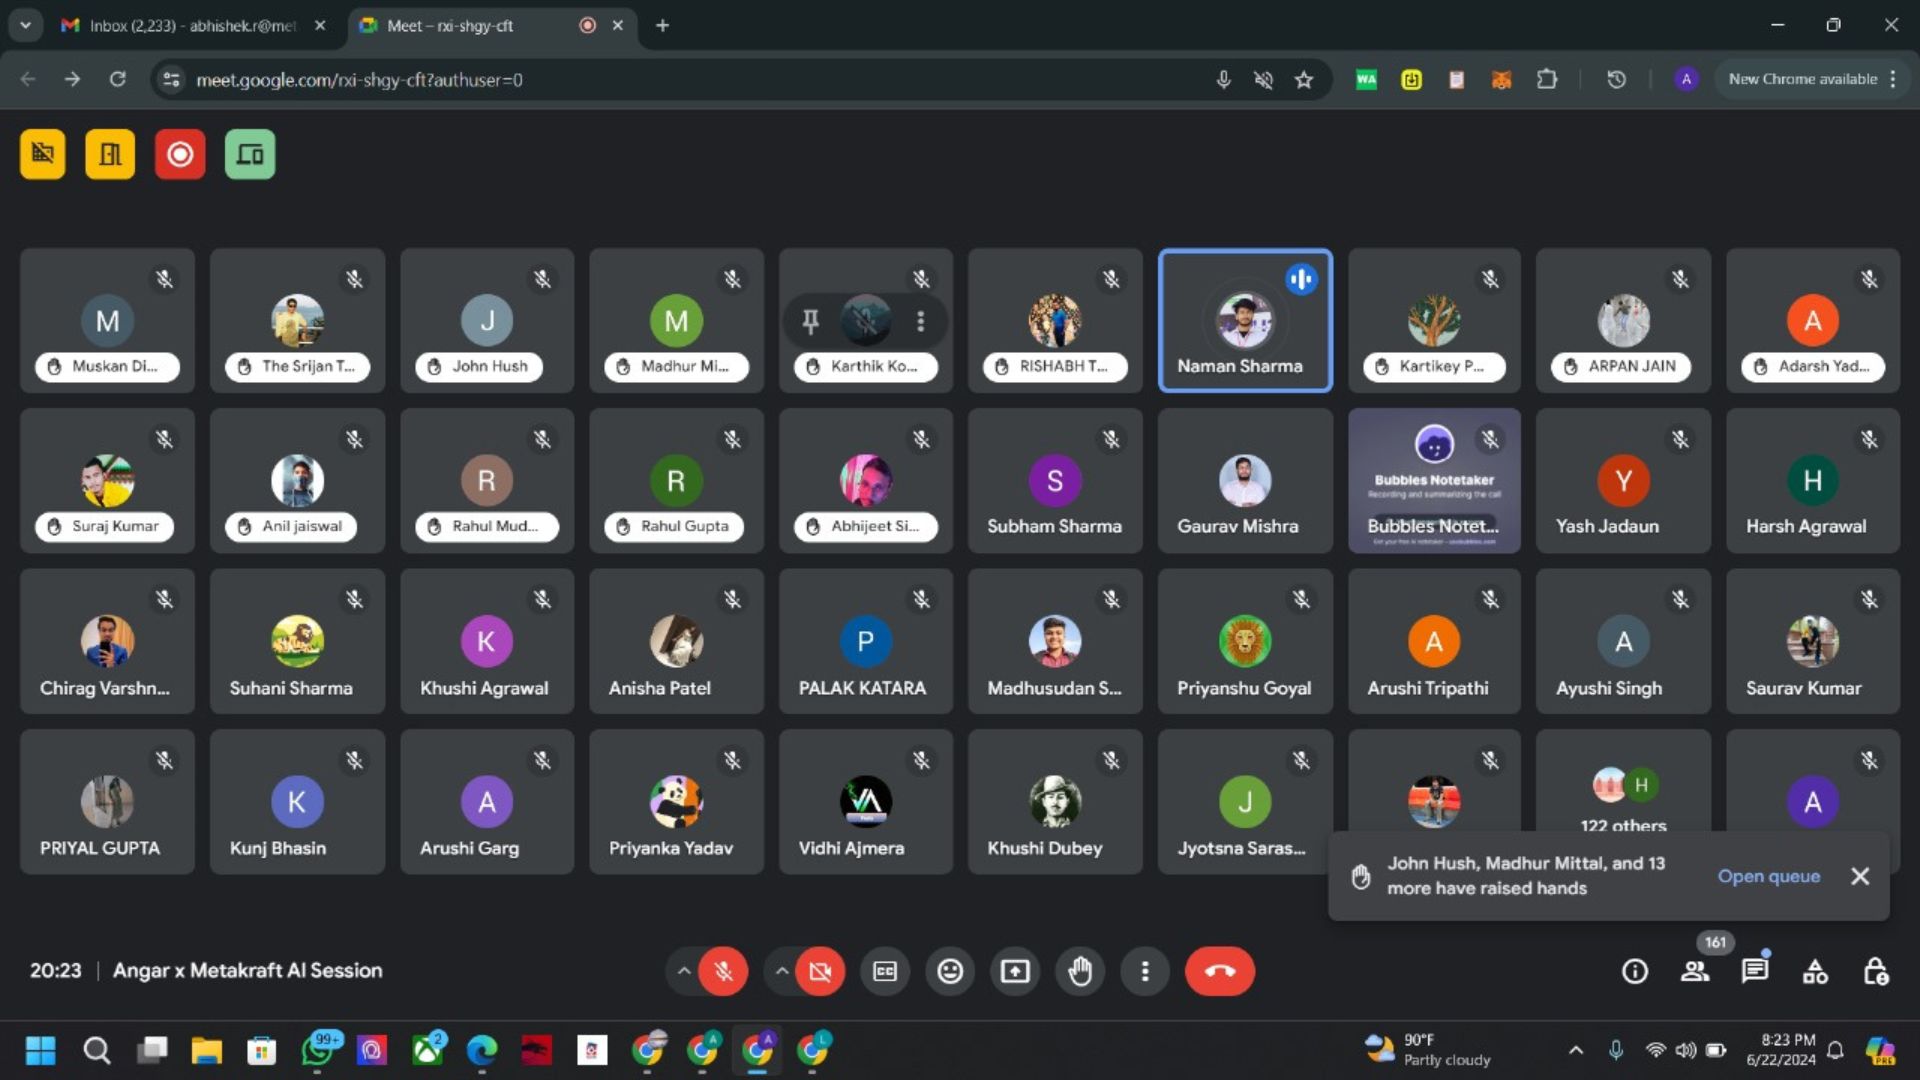 Inbox (2,233) - abhishek.r@met
Meet – rxi-shgy-cft
meet.google.com/rxi-shgy-cft?authuser=0
WA
A
New Chrome available
M
J
M
A
Muskan Di...
The Srijan T...
John Hush
Madhur Mi...
Karthik Ko...
RISHABH T...
Naman Sharma
Kartikey P...
ARPAN JAIN
Adarsh Yad...
R
R
S
Bubbles Notetaker
Recording and summarizing the call
Y
H
Suraj Kumar
Anil jaiswal
Rahul Mud...
Rahul Gupta
Abhijeet Si...
Subham Sharma
Gaurav Mishra
Bubbles Notet...
Yash Jadaun
Harsh Agrawal
K
P
A
A
Chirag Varshn...
Suhani Sharma
Khushi Agrawal
Anisha Patel
PALAK KATARA
Madhusudan S...
Priyanshu Goyal
Arushi Tripathi
Ayushi Singh
Saurav Kumar
K
A
J
H
A
122 others
PRIYAL GUPTA
Kunj Bhasin
Arushi Garg
Priyanka Yadav
Vidhi Ajmera
Khushi Dubey
Jyotsna Saras...
John Hush, Madhur Mittal, and 13
more have raised hands
Open queue
161
20:23 | Angar x Metakraft AI Session
CC
99+
2
A
A
L
90°F
Partly cloudy
8:23 PM
6/22/2024
PRE